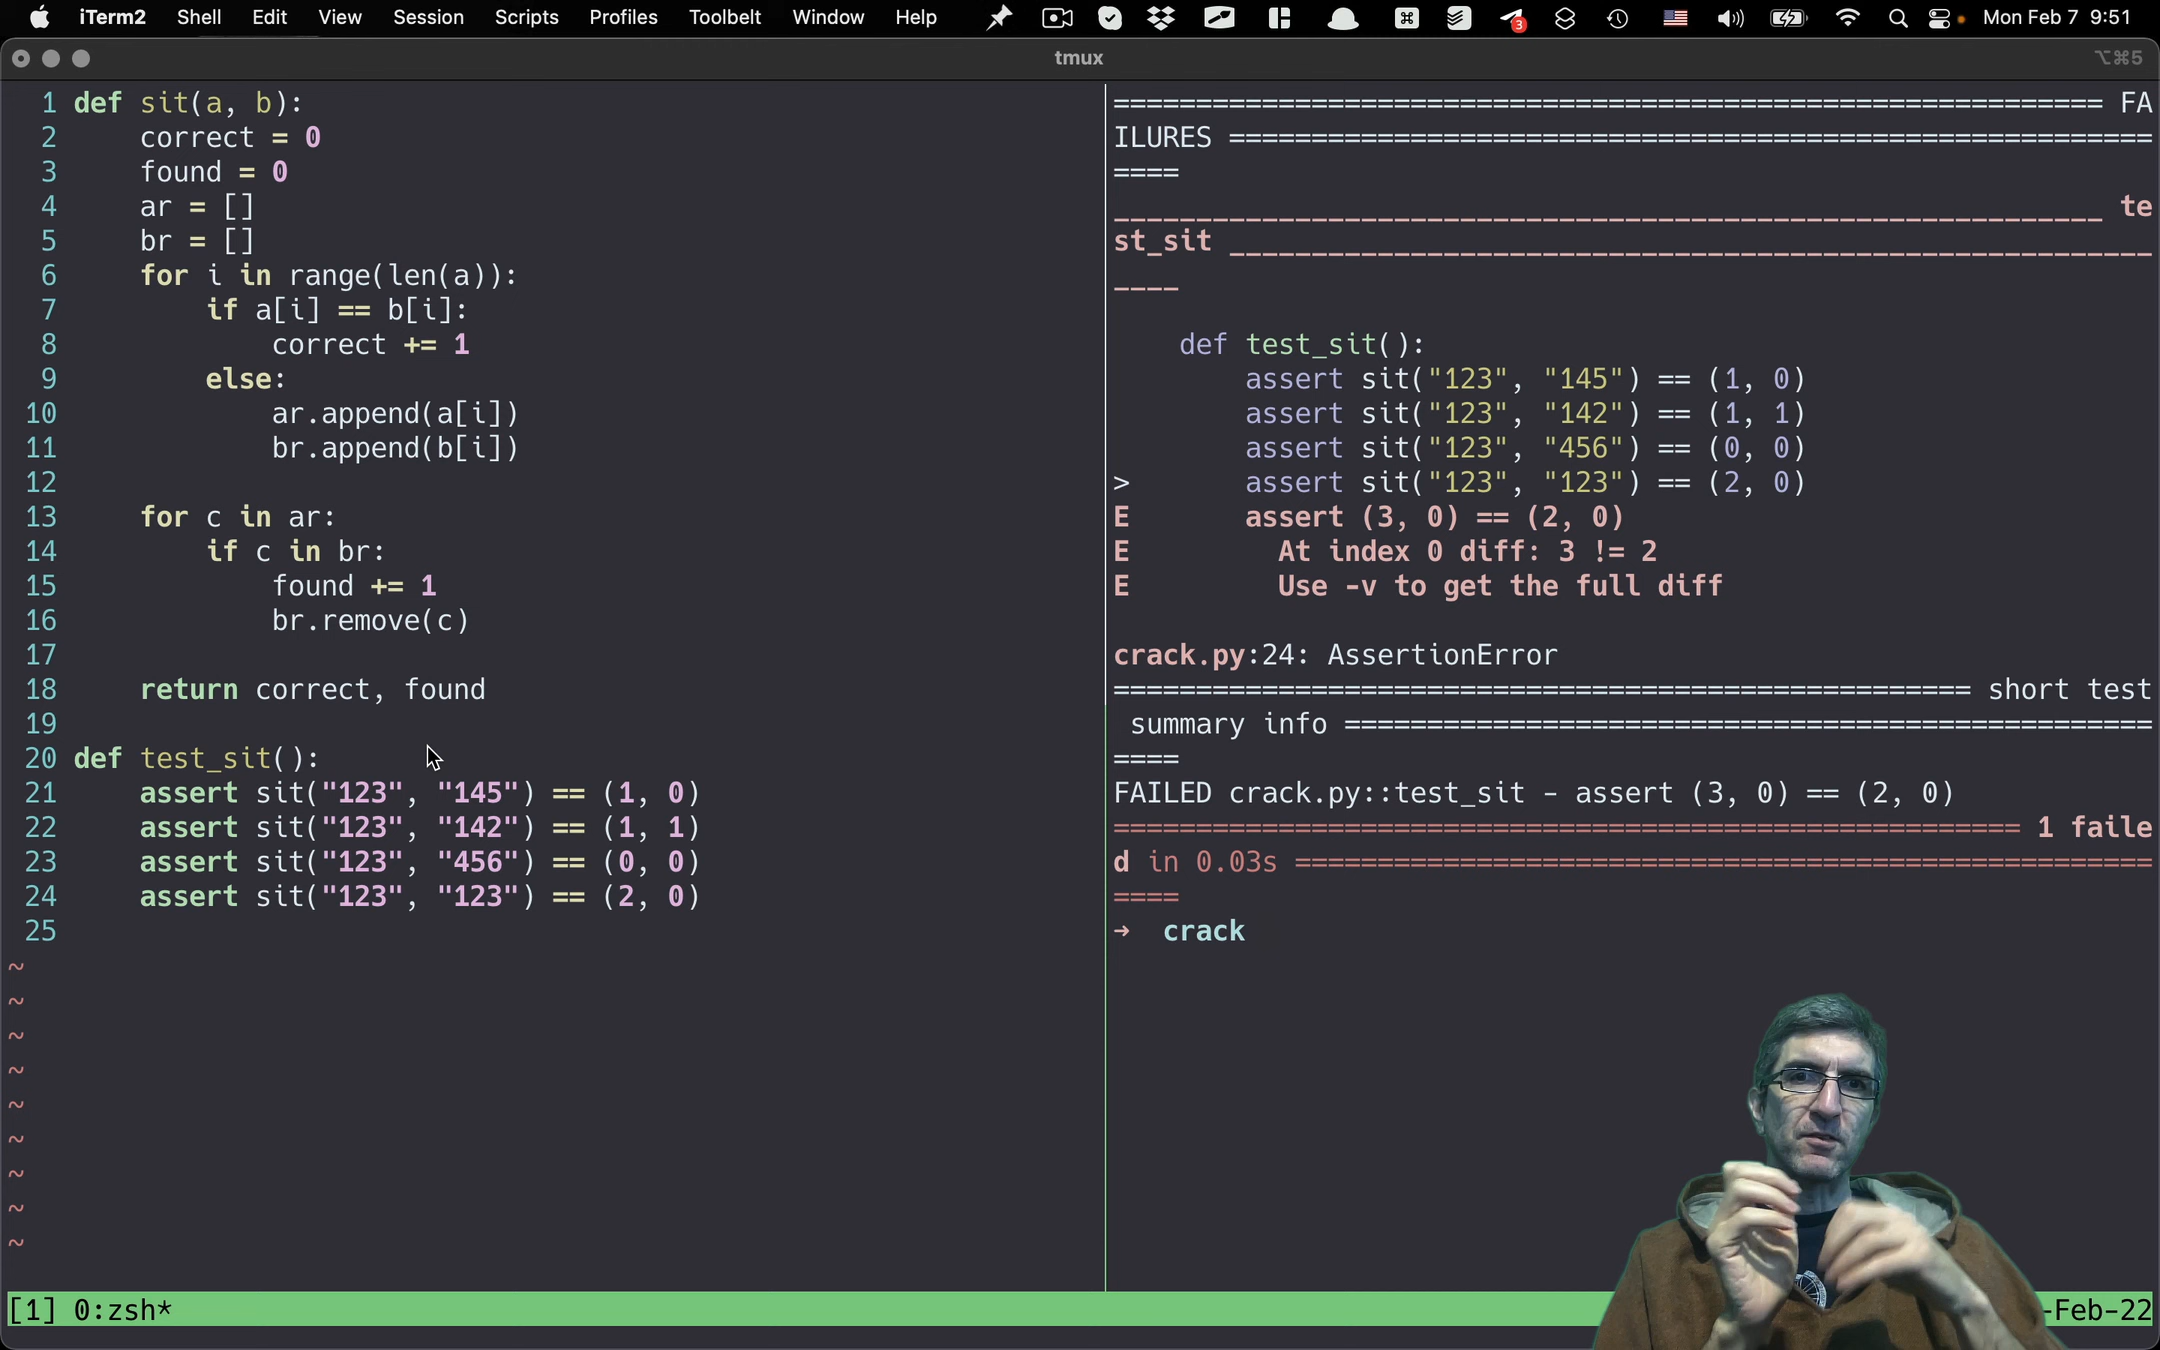 iTerm2 Shell Edit View Session Scripts Profiles Toolbelt Window Help 3 Mon Feb 7 9:51
tmux ⌥⌘5
1 def sit(a, b):
2     correct = 0
3     found = 0
4     ar = []
5     br = []
6     for i in range(len(a)):
7         if a[i] == b[i]:
8             correct += 1
9         else:
10             ar.append(a[i])
11             br.append(b[i])
12
13     for c in ar:
14         if c in br:
15             found += 1
16             br.remove(c)
17
18     return correct, found
19
20 def test_sit():
21     assert sit("123", "145") == (1, 0)
22     assert sit("123", "142") == (1, 1)
23     assert sit("123", "456") == (0, 0)
24     assert sit("123", "123") == (2, 0)
25
~
~
~
~
~
~
~
~
~
============================================================ FA
ILURES ========================================================
====
____________________________________________________________ te
st_sit ________________________________________________________
____
    def test_sit():
        assert sit("123", "145") == (1, 0)
        assert sit("123", "142") == (1, 1)
        assert sit("123", "456") == (0, 0)
>       assert sit("123", "123") == (2, 0)
E       assert (3, 0) == (2, 0)
E         At index 0 diff: 3 != 2
E         Use -v to get the full diff
crack.py:24: AssertionError
==================================================== short test
 summary info =================================================
====
FAILED crack.py::test_sit - assert (3, 0) == (2, 0)
======================================================= 1 faile
d in 0.03s ====================================================
====
➜  crack
[1] 0:zsh* -Feb-22